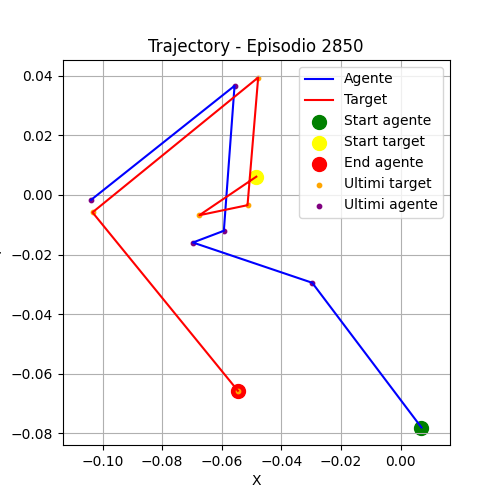 Trajectory - Episodio 2850
Agente
Target
Start agente
Start target
End agente
Ultimi target
Ultimi agente
0.04
0.02
0.00
−0.02
−0.04
−0.06
−0.08
−0.10
−0.08
−0.06
−0.04
−0.02
0.00
X